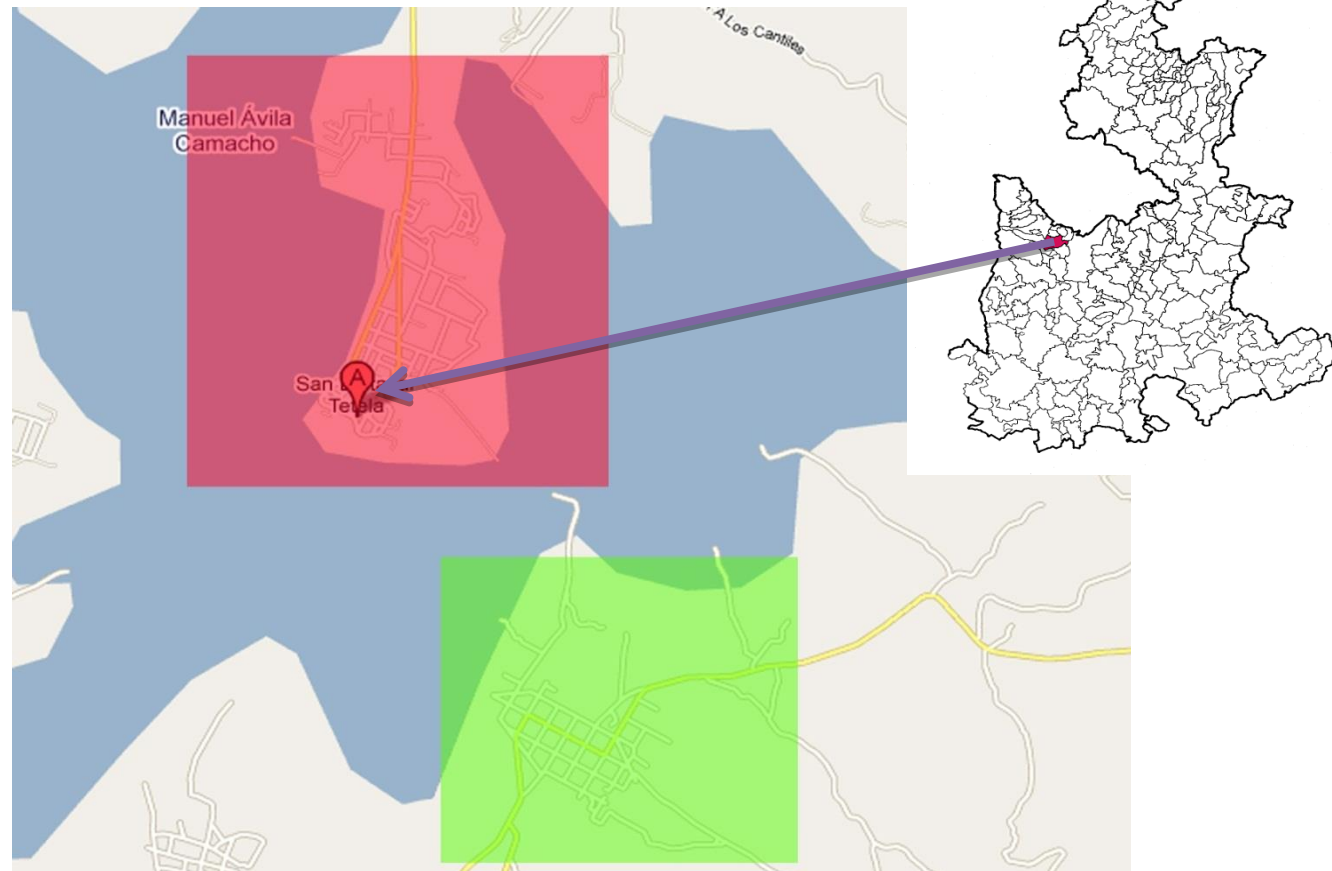 A Los Cantiles
Manuel Ávila
Camacho
A
San
Tetela